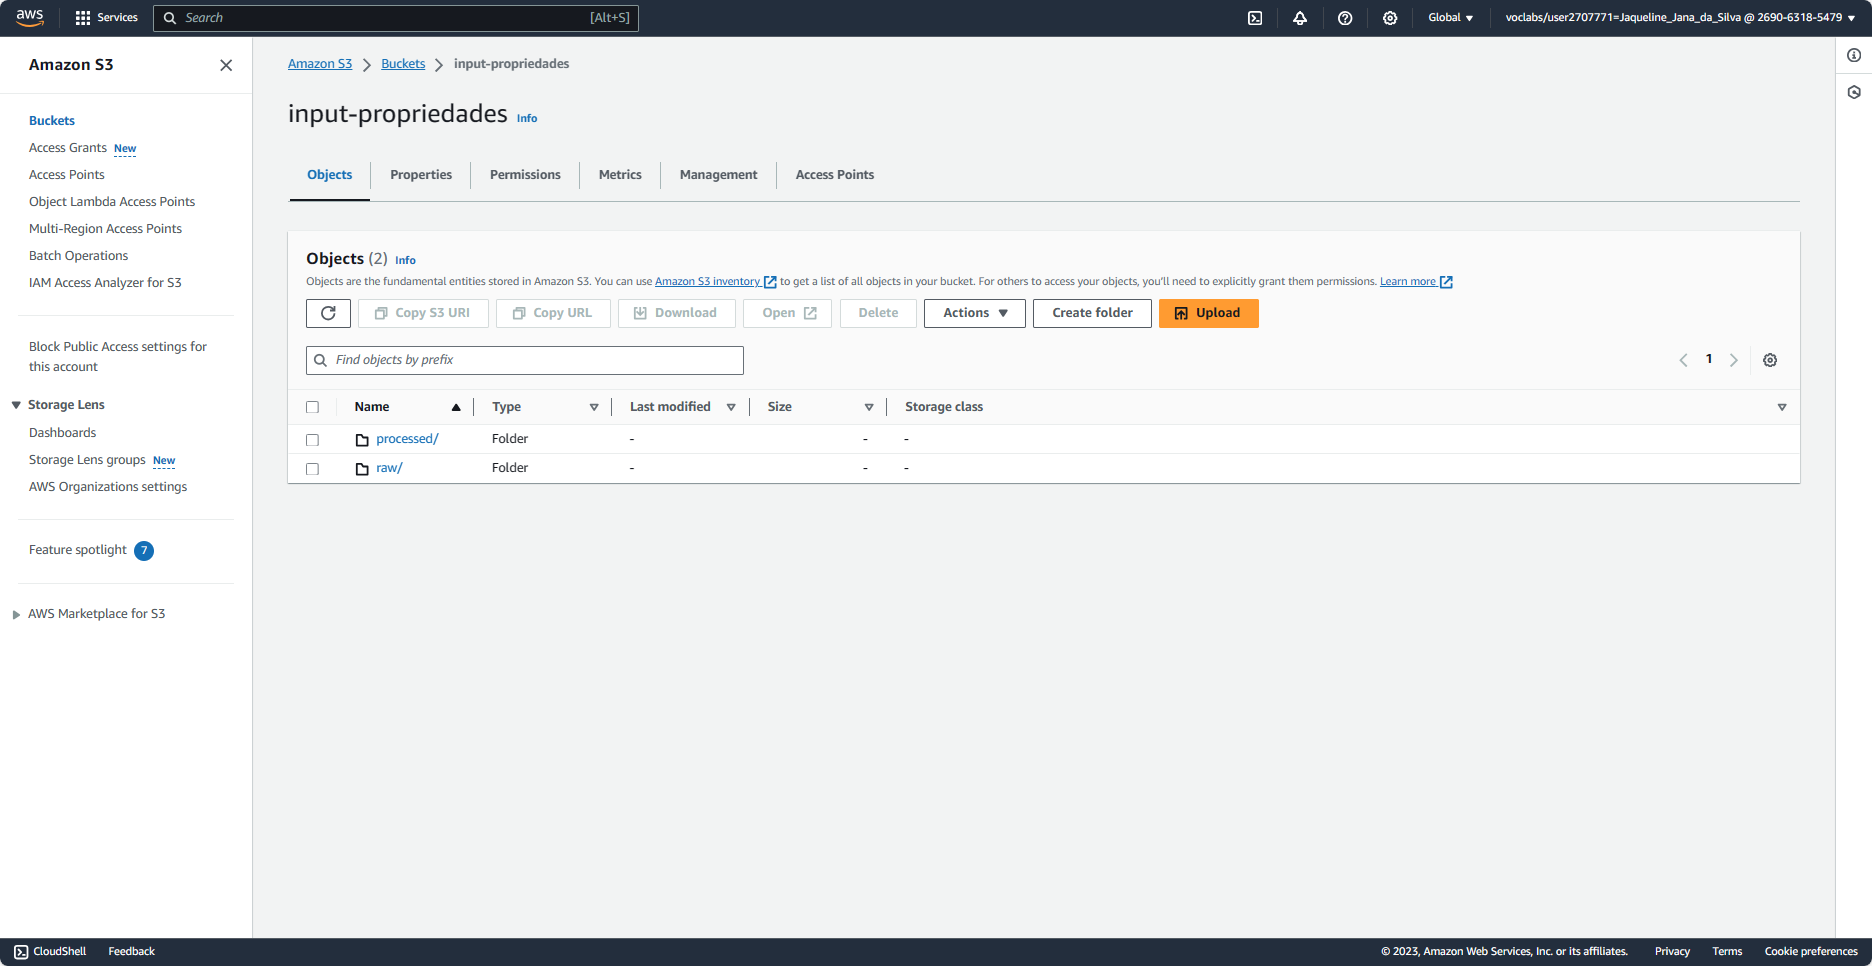 aws Services Search [Alt+S] Global voclabs/user2707771=Jaqueline_Jana_da_Silva @ 2690-6318-5479
Amazon S3
Buckets
Access Grants New
Access Points
Object Lambda Access Points
Multi-Region Access Points
Batch Operations
IAM Access Analyzer for S3
Block Public Access settings for
this account
Storage Lens
Dashboards
Storage Lens groups New
AWS Organizations settings
Feature spotlight 7
AWS Marketplace for S3
Amazon S3 Buckets input-propriedades
input-propriedades Info
Objects Properties Permissions Metrics Management Access Points
Objects (2) Info
Objects are the fundamental entities stored in Amazon S3. You can use Amazon S3 inventory to get a list of all objects in your bucket. For others to access your objects, you'll need to explicitly grant them permissions. Learn more
Copy S3 URI Copy URL Download Open Delete Actions Create folder Upload
Find objects by prefix 1
Name Type Last modified Size Storage class
processed/ Folder - - -
raw/ Folder - - -
CloudShell Feedback © 2023, Amazon Web Services, Inc. or its affiliates. Privacy Terms Cookie preferences